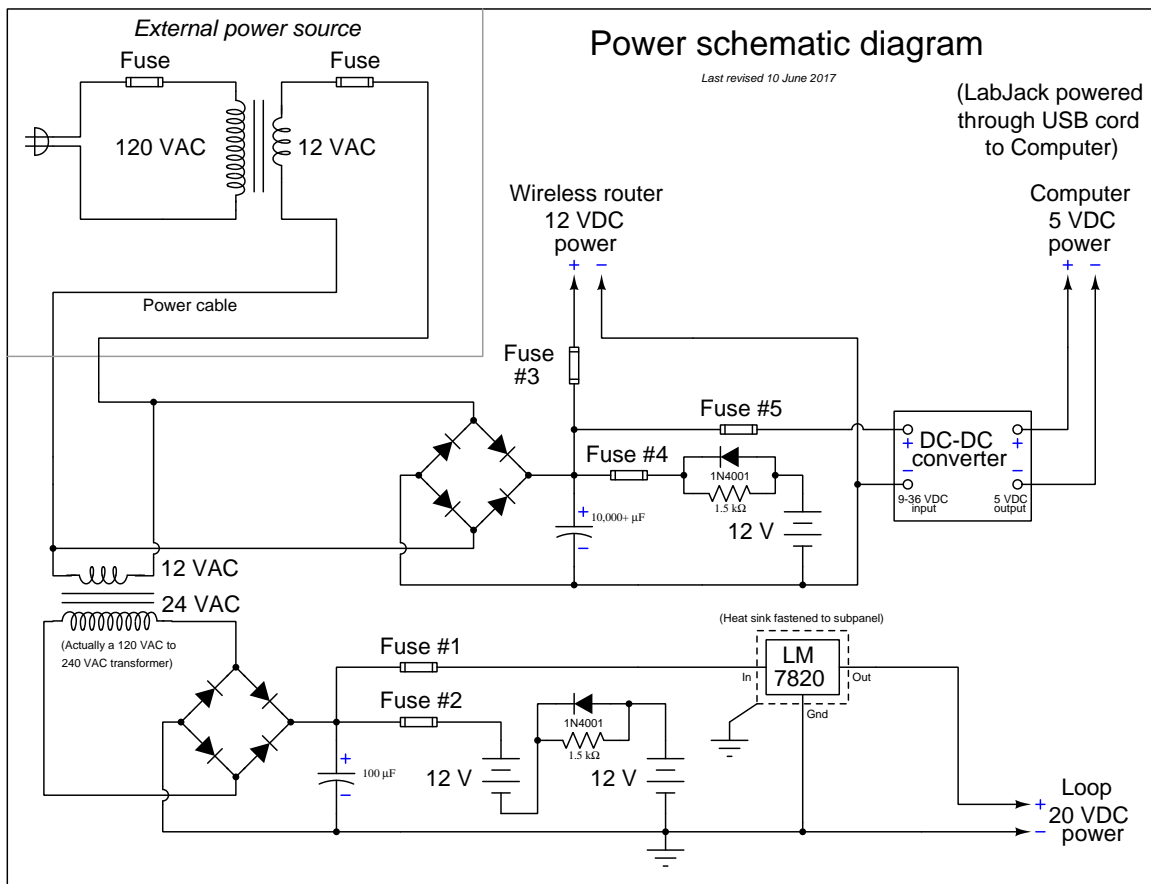 External power source
Power schematic diagram
Last revised 10 June 2017
Fuse
Fuse
120 VAC
12 VAC
Power cable
(LabJack powered
through USB cord
to Computer)
Wireless router
12 VDC
power
+ −
Computer
5 VDC
power
+ −
Fuse
#3
Fuse #5
Fuse #4
1N4001
1.5 kΩ
+
10,000+ µF
−
12 V
DC-DC
converter
+
−
+
−
9-36 VDC
input
5 VDC
output
12 VAC
24 VAC
(Actually a 120 VAC to
240 VAC transformer)
Fuse #1
Fuse #2
+
100 µF
−
12 V
1N4001
1.5 kΩ
12 V
(Heat sink fastened to subpanel)
LM
7820
In
Out
Gnd
Loop
+ 20 VDC
− power